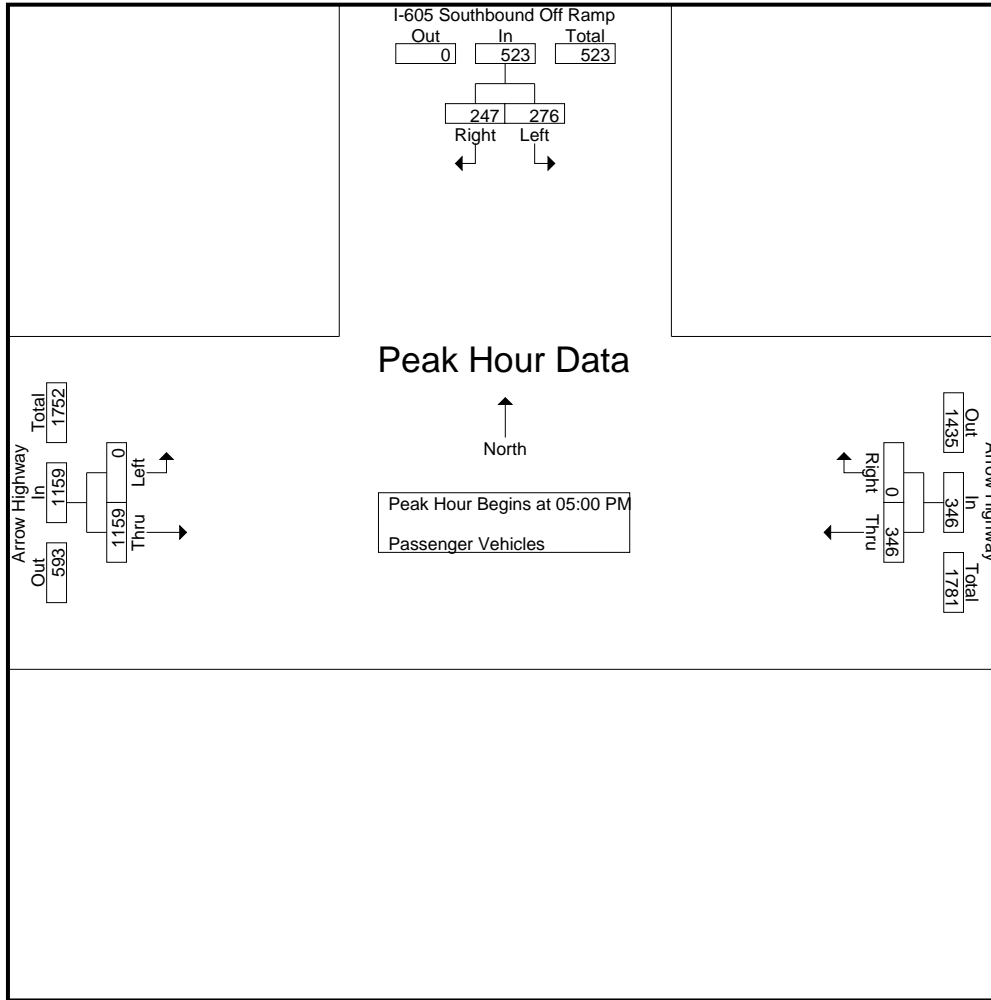 I-605 Southbound Off Ramp
Out In Total
0 523 523
247 276
Right Left
Peak Hour Data
North
Peak Hour Begins at 05:00 PM
Passenger Vehicles
Arrow Highway
Total In Out
1752 1159 593
0 1159
Left Thru
Arrow Highway
Out In Total
1435 346 1781
0 346
Right Thru